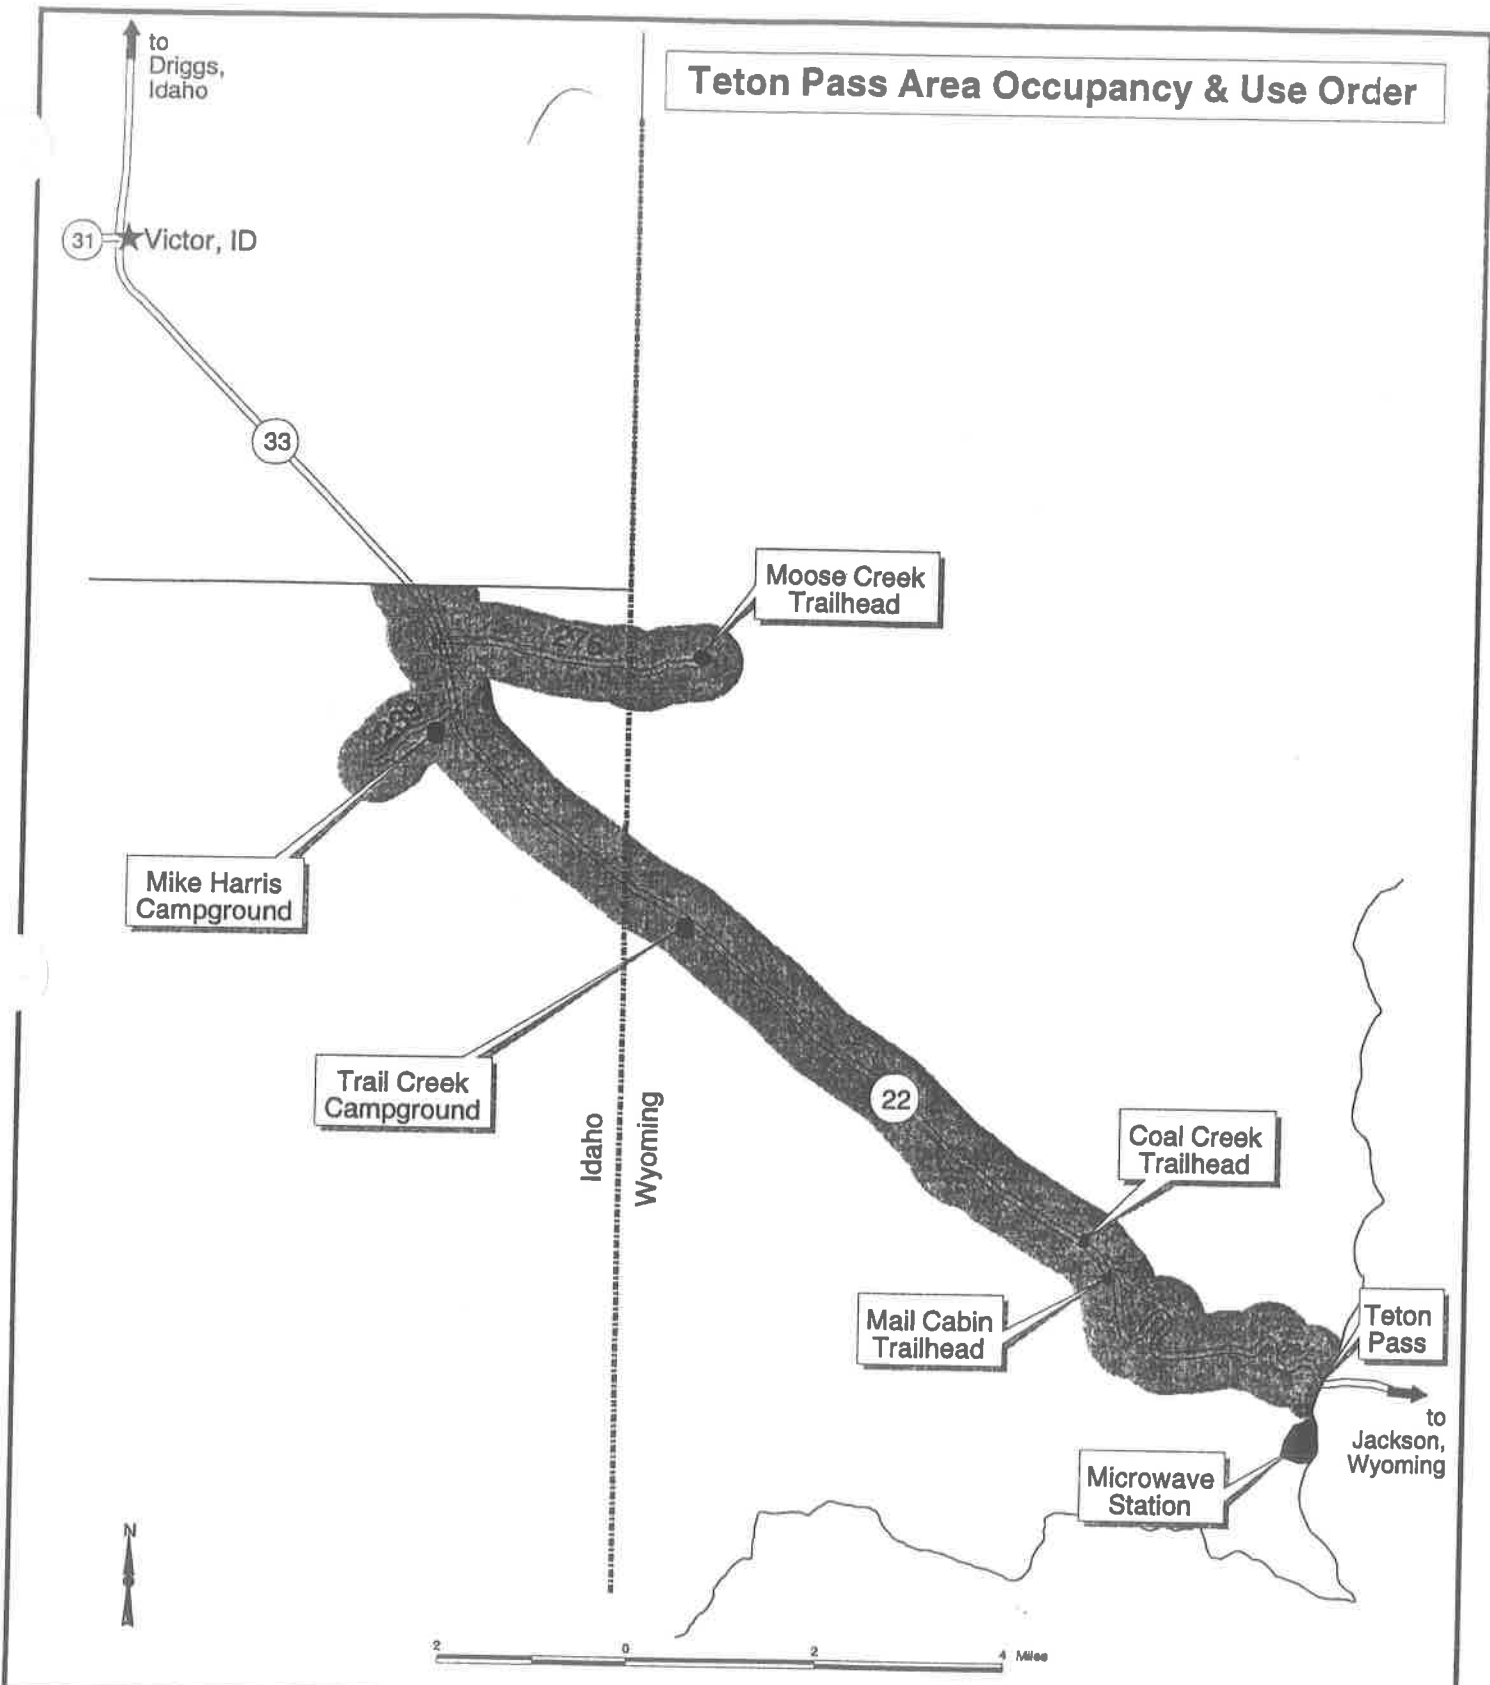 to
Driggs,
Idaho
Teton Pass Area Occupancy & Use Order
31
Victor, ID
33
Moose Creek
Trailhead
276
289
Mike Harris
Campground
Trail Creek
Campground
22
Idaho
Wyoming
Coal Creek
Trailhead
Mail Cabin
Trailhead
Teton
Pass
to
Jackson,
Wyoming
Microwave
Station
N
2 0 2 4 Miles